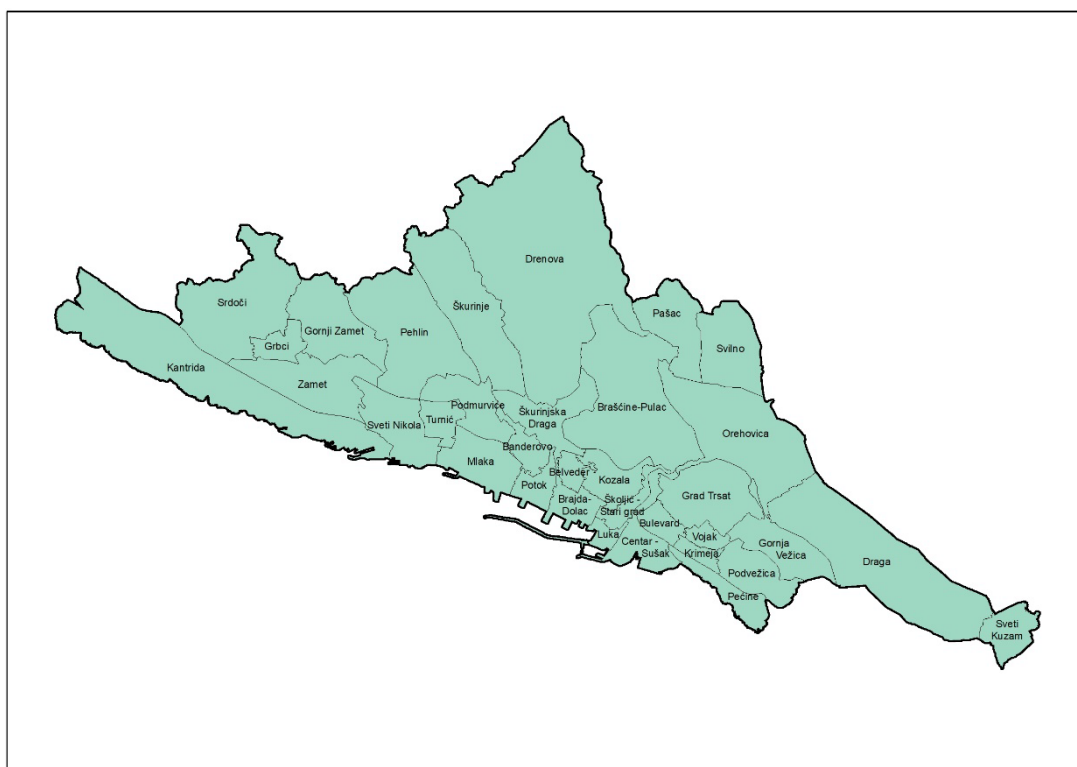 Drenova
Srdoči
Škurinje
Pašac
Gornji Zamet
Pehlin
Svilno
Grbci
Kantrida
Zamet
Podmurvice
Škurinjska
Draga
Brašćine-Pulac
Sveti Nikola
Turnić
Orehovica
Banderovo
Mlaka
Belveder
Kozala
Potok
Grad Trsat
Brajda-
Dolac
Školjić -
Stari grad
Bulevard
Luka
Centar -
Sušak
Vojak
Krimeja
Gornja
Vežica
Draga
Podvežica
Pećine
Sveti
Kuzam